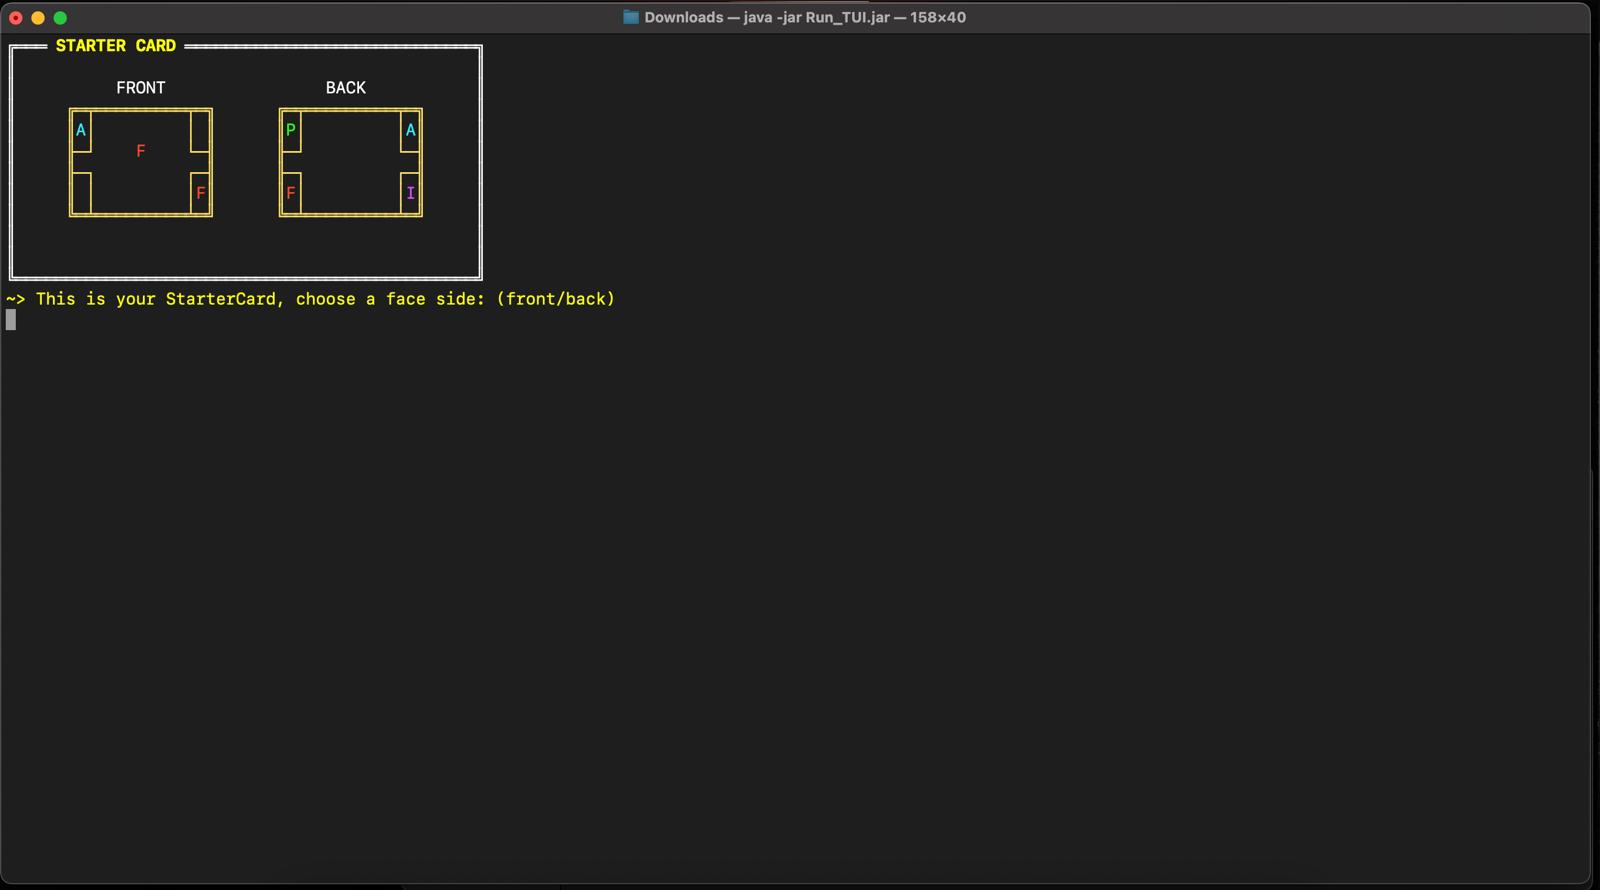 Downloads — java -jar Run_TUI.jar — 158×40
STARTER CARD
FRONT BACK
A P A
F
F F I
~> This is your StarterCard, choose a face side: (front/back)